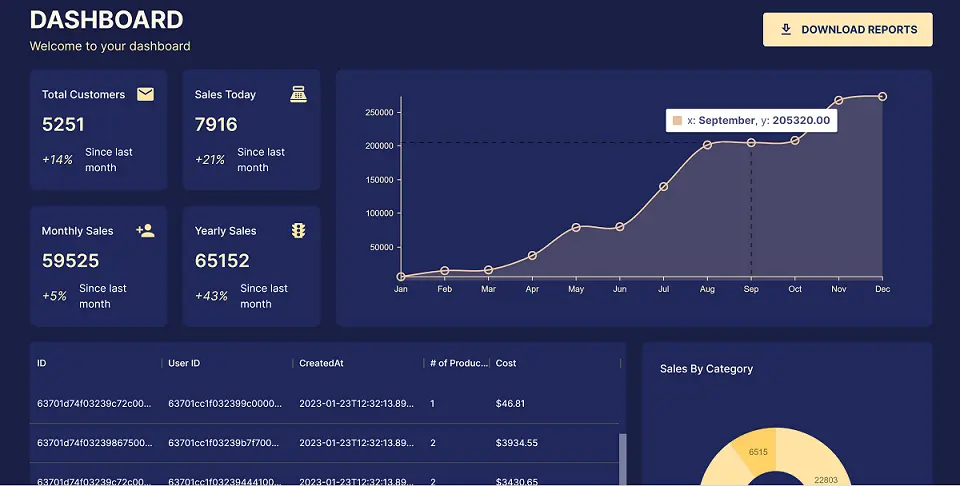 DASHBOARD
Welcome to your dashboard
DOWNLOAD REPORTS
Total Customers
5251
+14%
Since last
month
Sales Today
7916
+21%
Since last
month
Monthly Sales
59525
+5%
Since last
month
Yearly Sales
65152
+43%
Since last
month
250000
200000
150000
100000
50000
x: September, y: 205320.00
Jan Feb Mar Apr May Jun Jul Aug Sep Oct Nov Dec
ID User ID CreatedAt # of Produc... Cost
63701d74f03239c72c00... 63701cc1f032399c0000... 2023-01-23T12:32:13.89... 1 $46.81
63701d74f03239867500... 63701cc1f03239b7f700... 2023-01-23T12:32:13.89... 2 $3934.55
63701d74f03239c72c00... 63701cc1f03239444100... 2023-01-23T12:32:13.89... 2 $3430.65
Sales By Category
6515
22803